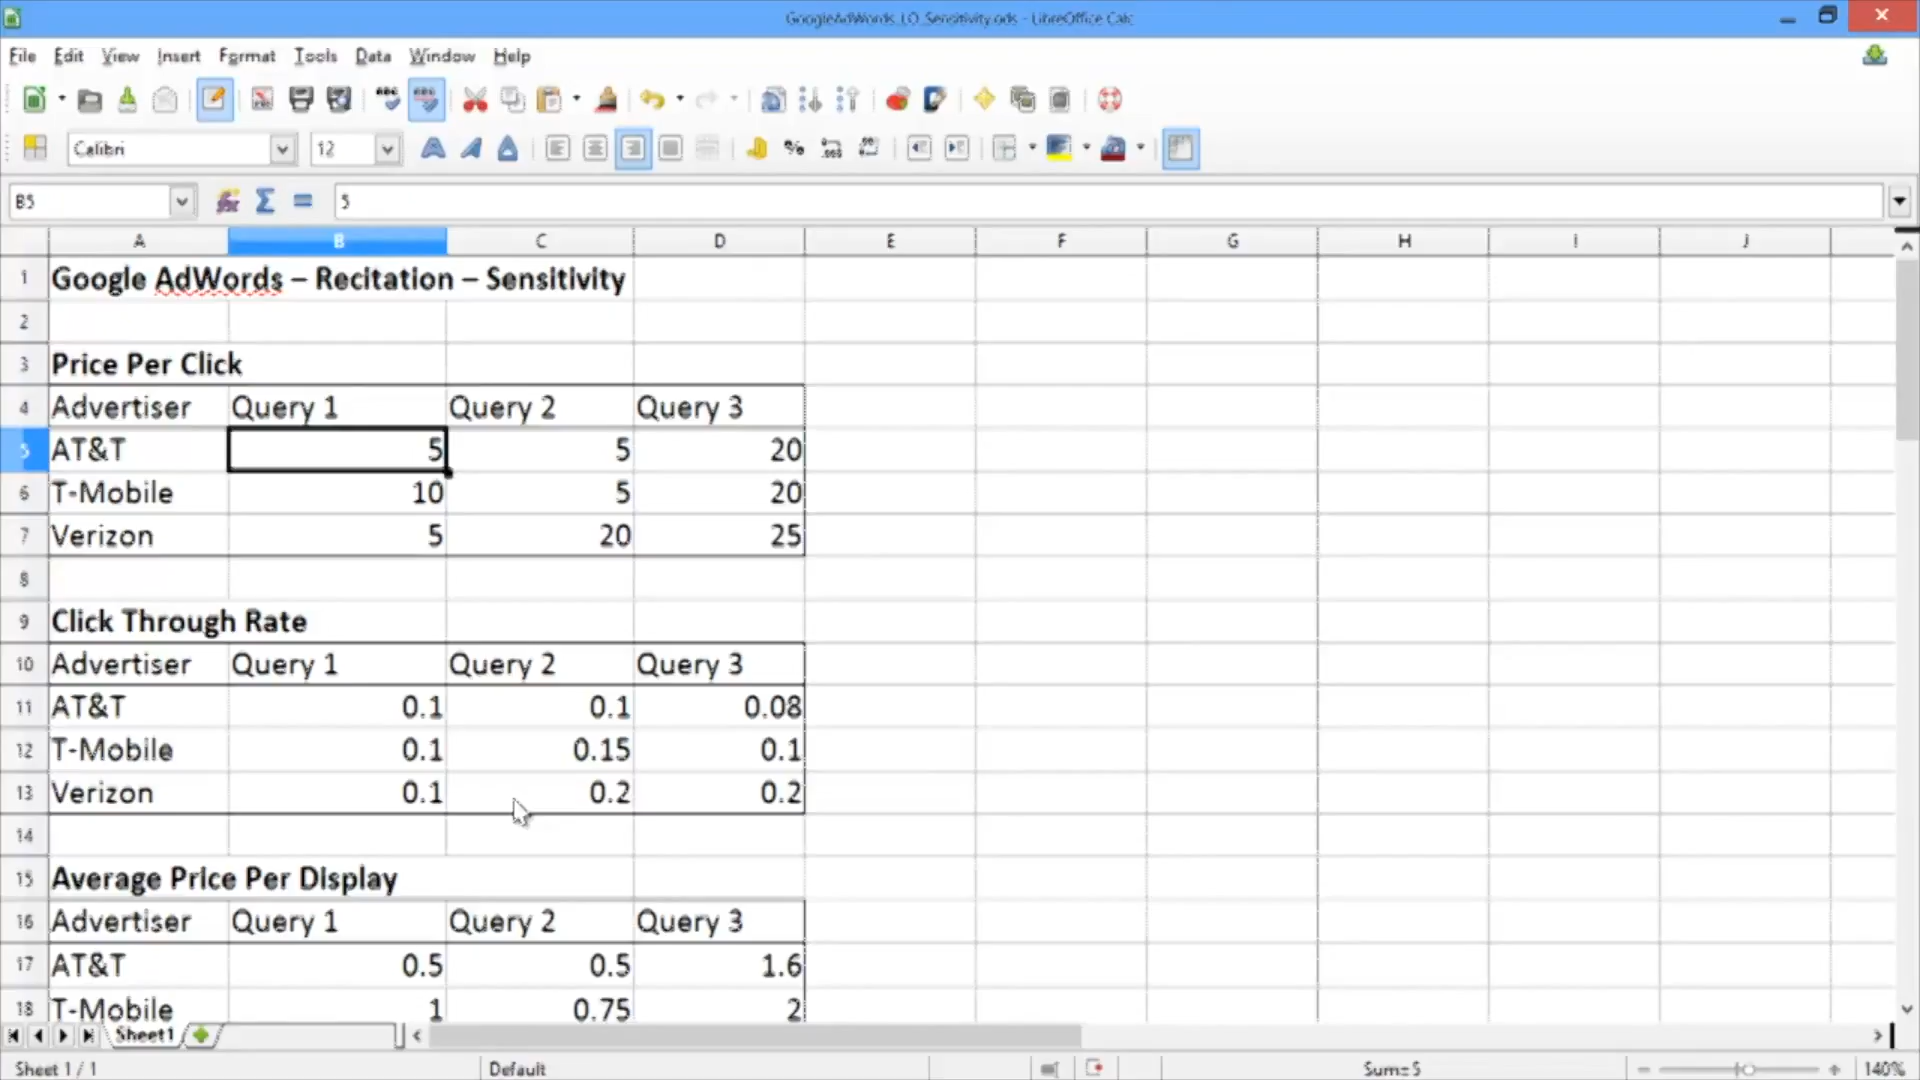 GoogleAdWords_LO_Sensitivity.ods - LibreOffice Calc
File Edit View Insert Format Tools Data Window Help
Calibri 12
B5 5
A B C D E F G H I J
1 Google AdWords – Recitation – Sensitivity
2
3 Price Per Click
4 Advertiser Query 1 Query 2 Query 3
5 AT&T 5 5 20
6 T-Mobile 10 5 20
7 Verizon 5 20 25
8
9 Click Through Rate
10 Advertiser Query 1 Query 2 Query 3
11 AT&T 0.1 0.1 0.08
12 T-Mobile 0.1 0.15 0.1
13 Verizon 0.1 0.2 0.2
14
15 Average Price Per Display
16 Advertiser Query 1 Query 2 Query 3
17 AT&T 0.5 0.5 1.6
18 T-Mobile 1 0.75 2
Sheet1
Sheet 1 / 1 Default Sum=5 140%